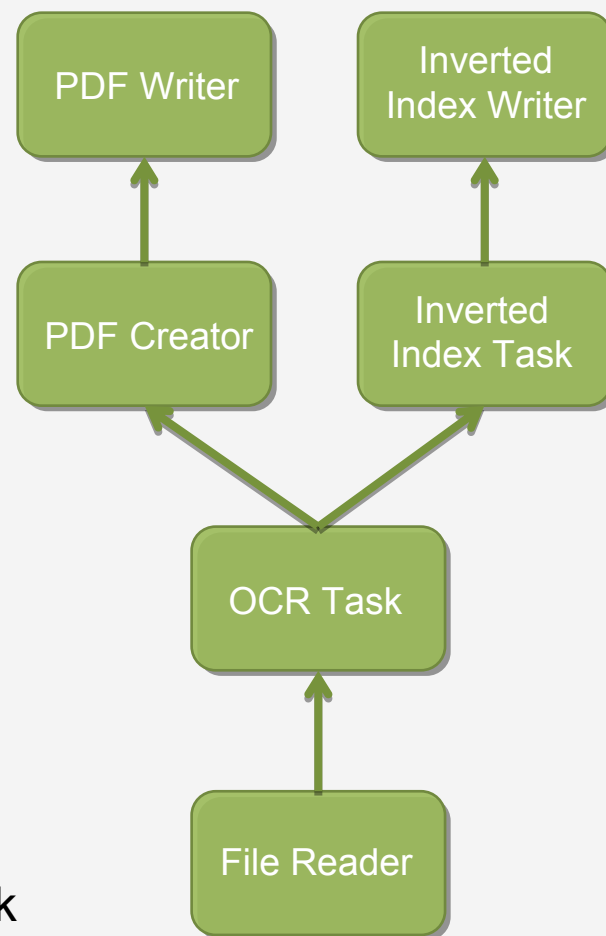 PDF Writer
Inverted
Index Writer
PDF Creator
Inverted
Index Task
OCR Task
File Reader
k